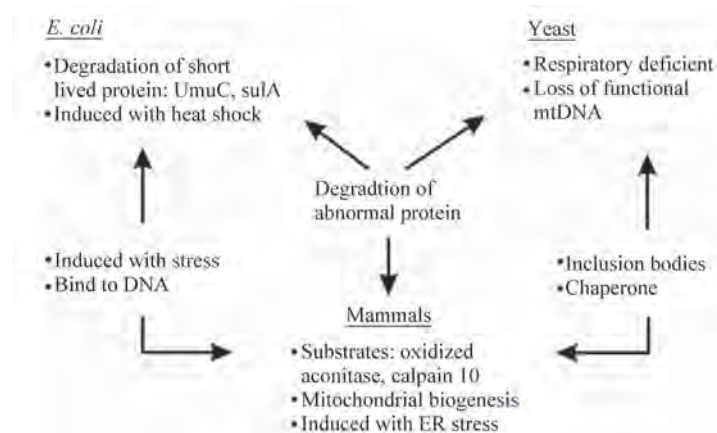 E. coli
•Degradation of short
lived protein: UmuC, sulA
•Induced with heat shock
Yeast
•Respiratory deficient
•Loss of functional
mtDNA
Degradtion of
abnormal protein
•Induced with stress
•Bind to DNA
•Inclusion bodies
•Chaperone
Mammals
•Substrates: oxidized
aconitase, calpain 10
•Mitochondrial biogenesis
•Induced with ER stress